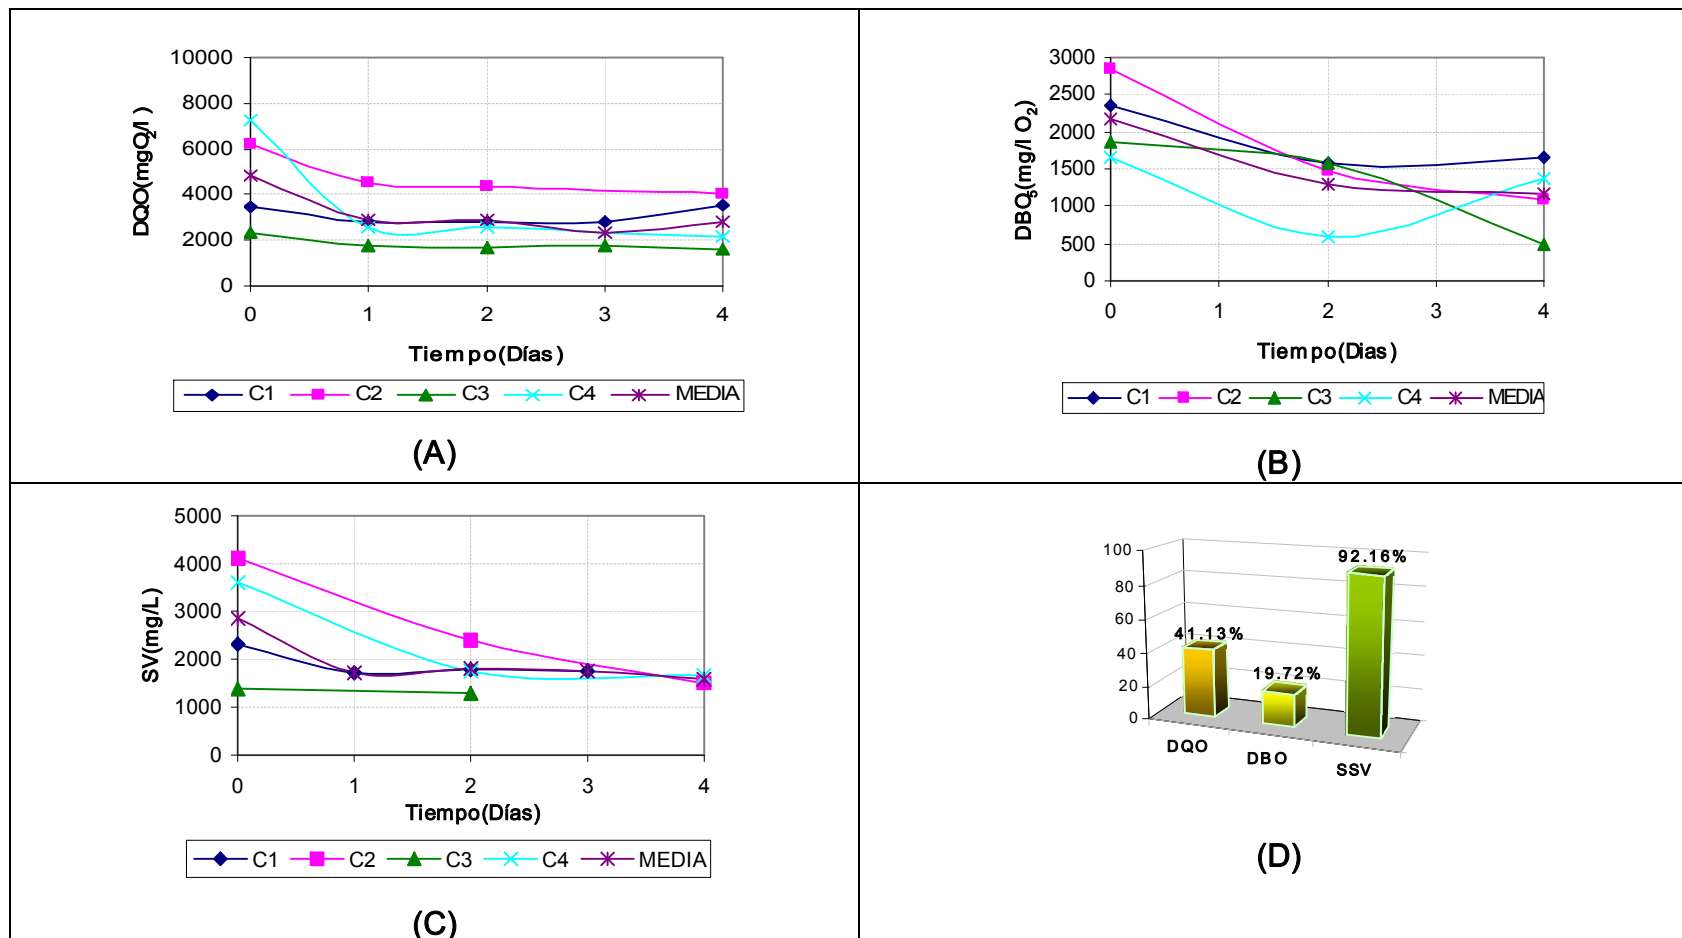 10000
8000
6000
4000
2000
0
DQO(mgO2/l )
0 1 2 3 4
Tiempo(Días)
C1 C2 C3 C4 MEDIA
(A)
3000
2500
2000
1500
1000
500
0
DBO5(mg/l O2)
0 1 2 3 4
Tiempo(Dias)
C1 C2 C3 C4 MEDIA
(B)
5000
4000
3000
2000
1000
0
SV(mg/L)
0 1 2 3 4
Tiempo(Días)
C1 C2 C3 C4 MEDIA
(C)
100
80
60
40
20
0
41.13%
19.72%
92.16%
DQO
DBO
SSV
(D)